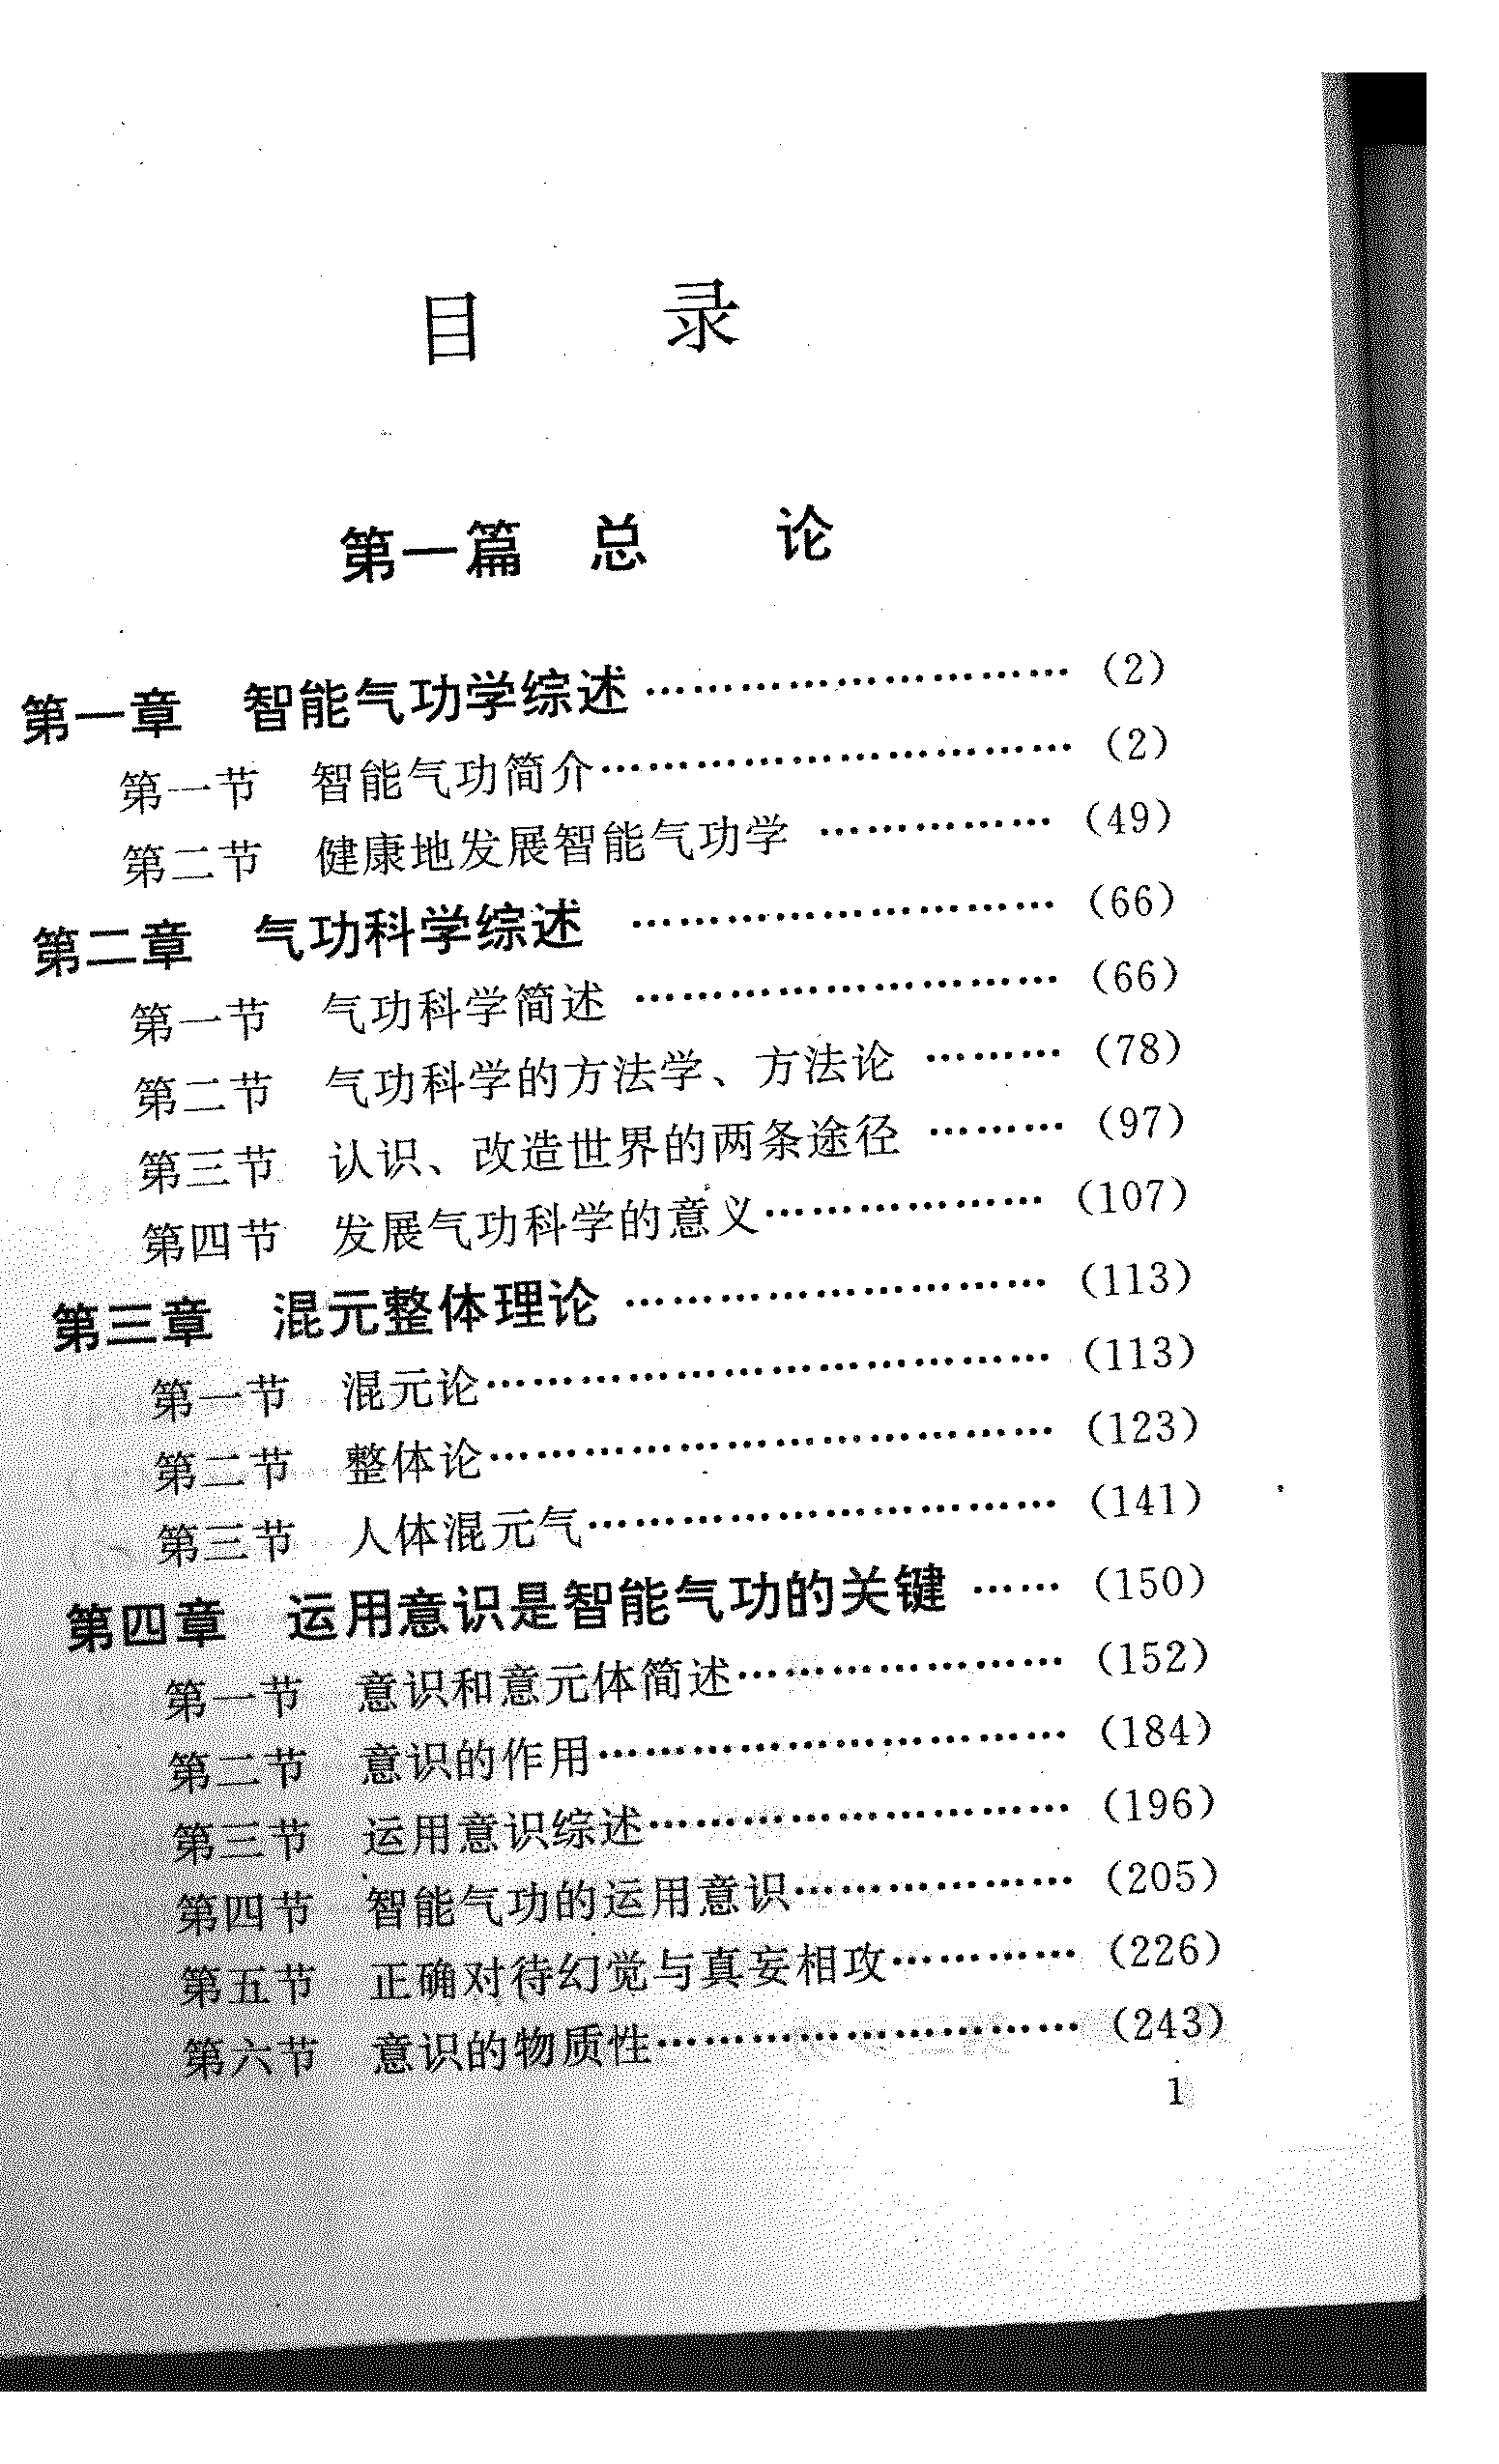 目 录
第一篇 总 论
第一章 智能气功学综述………………………(2)
第一节 智能气功简介…………………………(2)
第二节 健康地发展智能气功学 ……………(49)
第二章 气功科学综述 ………………………(66)
第一节 气功科学简述 ………………………(66)
第二节 气功科学的方法学、方法论 ………(78)
第三节 认识、改造世界的两条途径 ………(97)
第四节 发展气功科学的意义………………(107)
第三章 混元整体理论 ………………………(113)
第一节 混元论………………………………(113)
第二节 整体论………………………………(123)
第三节 人体混元气…………………………(141)
第四章 运用意识是智能气功的关键 ……(150)
第一节 意识和意元体简述…………………(152)
第二节 意识的作用…………………………(184)
第三节 运用意识综述………………………(196)
第四节 智能气功的运用意识………………(205)
第五节 正确对待幻觉与真妄相攻…………(226)
第六节 意识的物质性………………………(243)
1